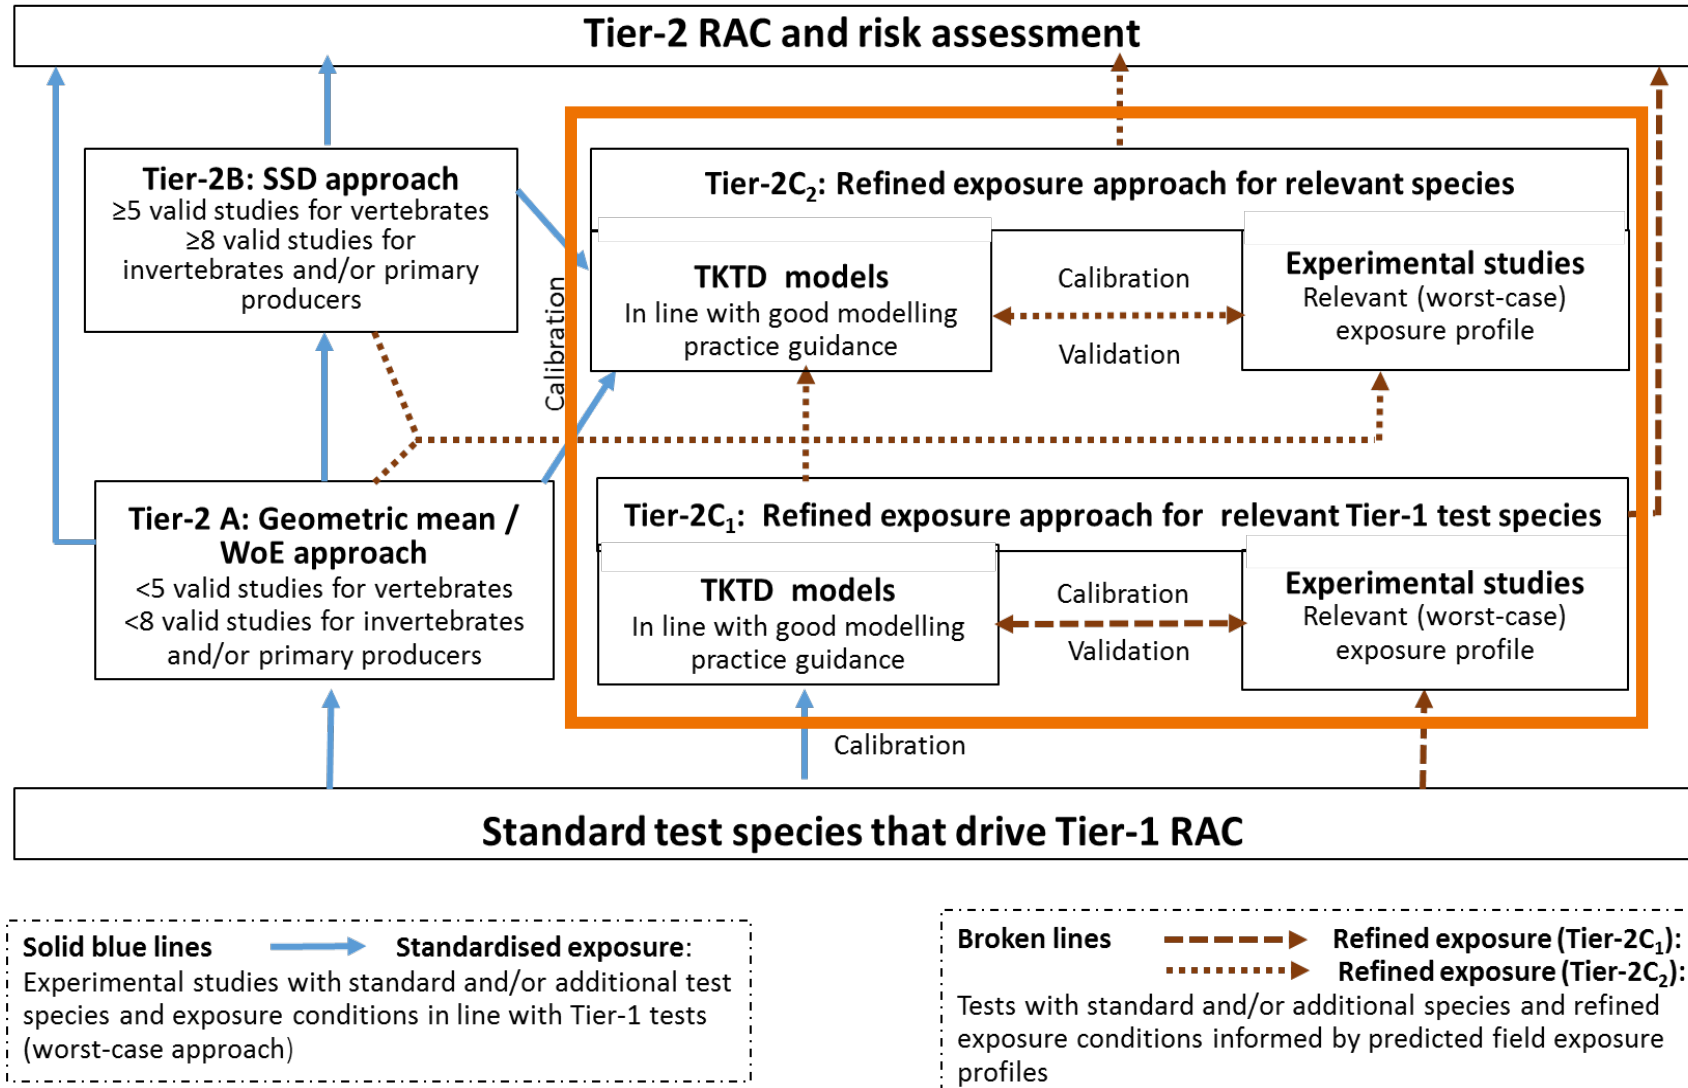 Tier-2 RAC and risk assessment
Tier-2B: SSD approach
≥5 valid studies for vertebrates
≥8 valid studies for
invertebrates and/or primary
producers
Calibration
Tier-2C₂: Refined exposure approach for relevant species
TKTD models
In line with good modelling
practice guidance
Calibration
Validation
Experimental studies
Relevant (worst-case)
exposure profile
Tier-2 A: Geometric mean /
WoE approach
<5 valid studies for vertebrates
<8 valid studies for invertebrates
and/or primary producers
Tier-2C₁: Refined exposure approach for relevant Tier-1 test species
TKTD models
In line with good modelling
practice guidance
Calibration
Validation
Experimental studies
Relevant (worst-case)
exposure profile
Calibration
Standard test species that drive Tier-1 RAC
Solid blue lines Standardised exposure:
Experimental studies with standard and/or additional test
species and exposure conditions in line with Tier-1 tests
(worst-case approach)
Broken lines Refined exposure (Tier-2C₁):
Refined exposure (Tier-2C₂):
Tests with standard and/or additional species and refined
exposure conditions informed by predicted field exposure
profiles